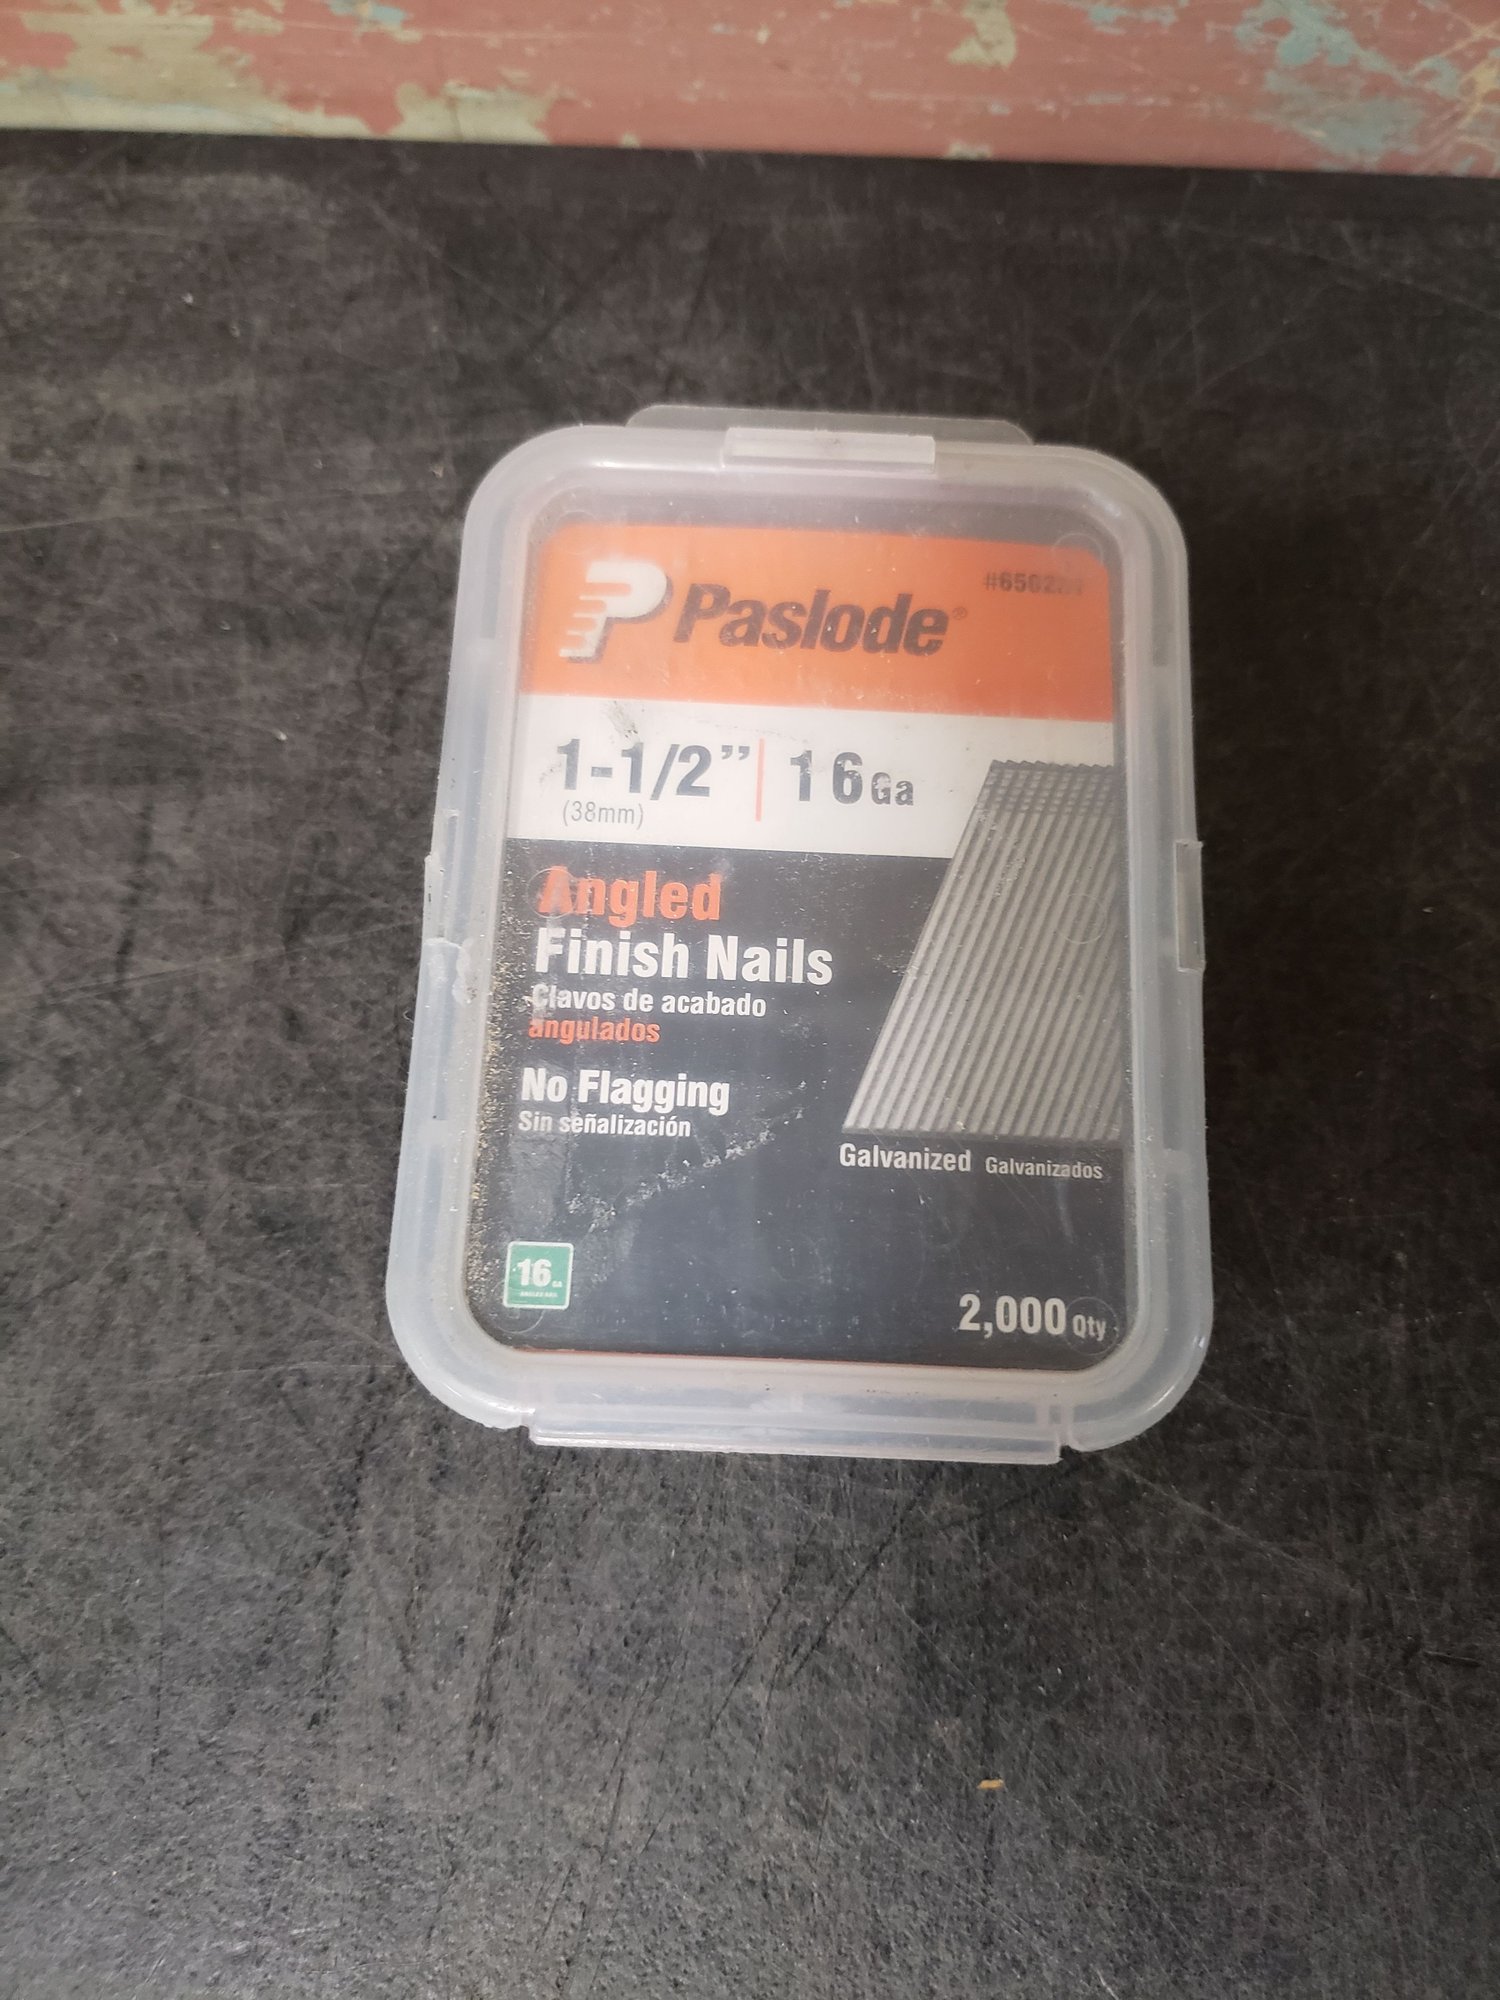 Paslode®
1-1/2" | 16Ga
(38mm)
Angled
Finish Nails
Clavos de acabado
angulados
No Flagging
Sin señalización
Galvanized Galvanizados
16 GA
2,000 Qty